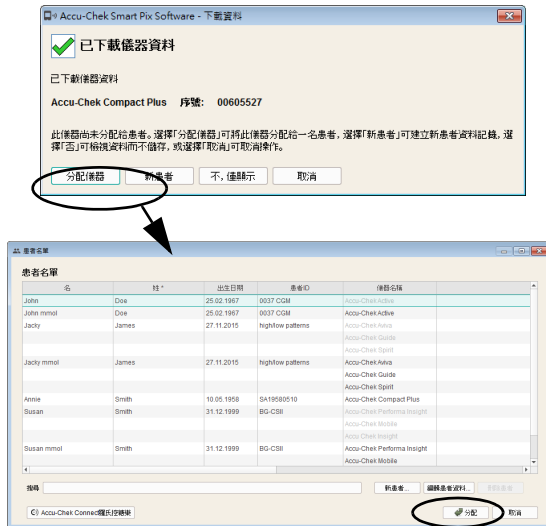 Accu-Chek Smart Pix Software - 下載資料
已下載儀器資料
已下載儀器資料
Accu-Chek Compact Plus 序號: 00605527
此儀器尚未分配給患者。選擇「分配儀器」可將此儀器分配給一名患者, 選擇「新患者」可建立新患者資料記錄, 選
擇「否」可檢視資料而不儲存, 或選擇「取消」可取消操作。
分配儀器 新患者 不, 僅顯示 取消
患者名單
患者名單
名 姓 * 出生日期 患者ID 儀器名稱
John Doe 25.02.1967 0037 CGM Accu-Chek Active
John mmol Doe 25.02.1967 0037 CGM Accu-Chek Active
Jacky James 27.11.2015 high/low patterns Accu-Chek Aviva
Accu-Chek Guide
Accu-Chek Spirit
Jacky mmol James 27.11.2015 high/low patterns Accu-Chek Aviva
Accu-Chek Guide
Accu-Chek Spirit
Annie Smith 10.05.1958 SA19580510 Accu-Chek Compact Plus
Susan Smith 31.12.1999 BG-CSII Accu-Chek Performa Insight
Accu-Chek Mobile
Accu-Chek Insight
Susan mmol Smith 31.12.1999 BG-CSII Accu-Chek Performa Insight
Accu-Chek Mobile
搜尋 新患者... 編輯患者資料... 刪除患者
Accu-Chek Connect羅氏控糖樂 分配 取消